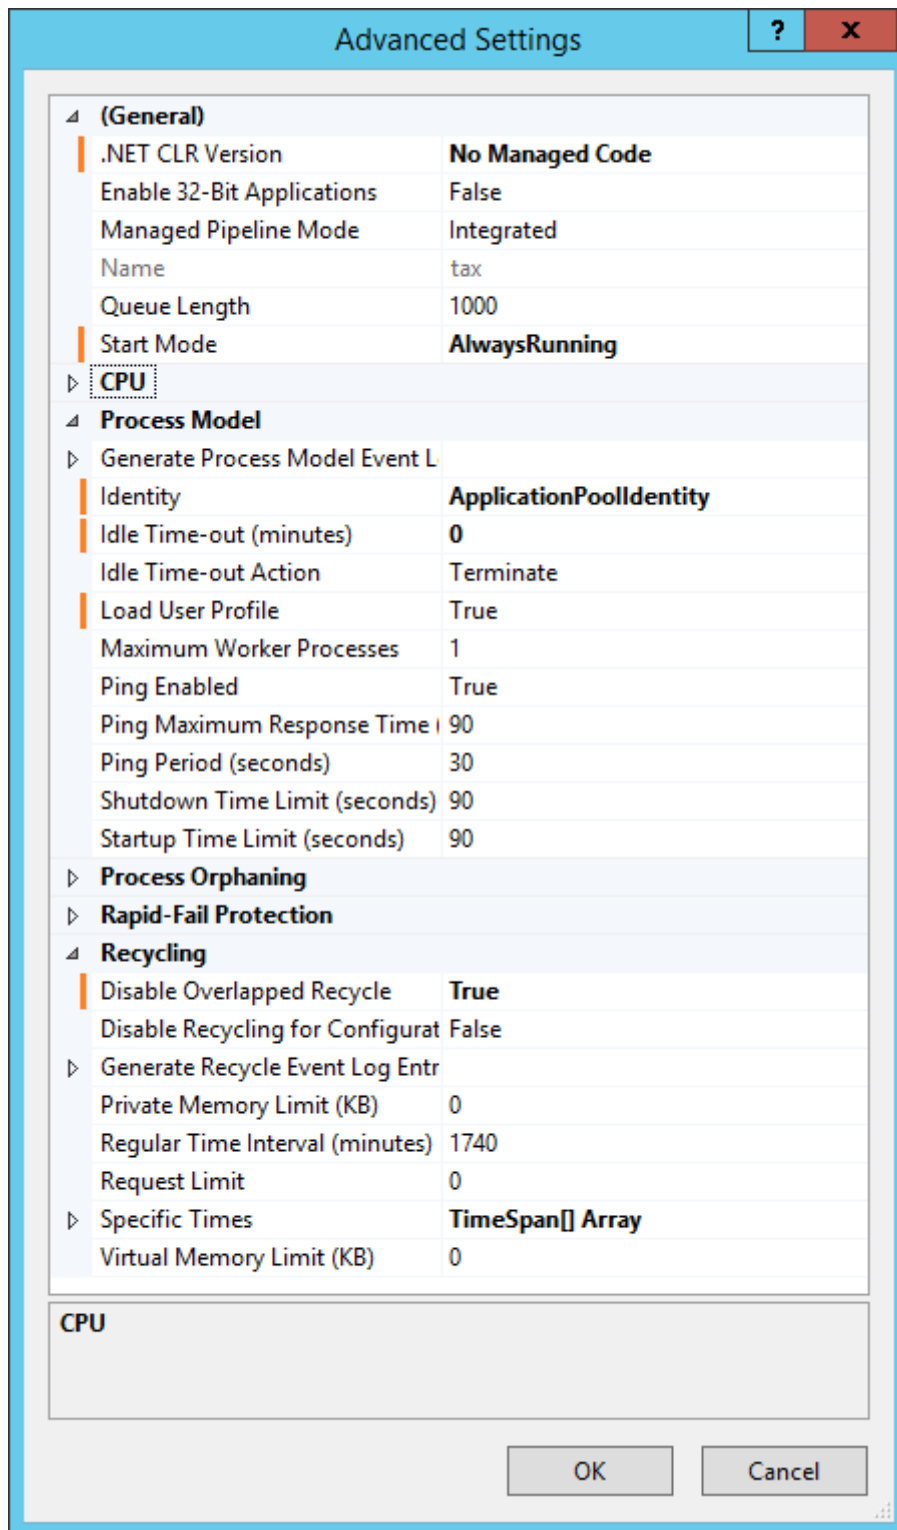 Advanced Settings
? x
(General)
.NET CLR Version No Managed Code
Enable 32-Bit Applications False
Managed Pipeline Mode Integrated
Name tax
Queue Length 1000
Start Mode AlwaysRunning
CPU
Process Model
Generate Process Model Event L
Identity ApplicationPoolIdentity
Idle Time-out (minutes) 0
Idle Time-out Action Terminate
Load User Profile True
Maximum Worker Processes 1
Ping Enabled True
Ping Maximum Response Time ( 90
Ping Period (seconds) 30
Shutdown Time Limit (seconds) 90
Startup Time Limit (seconds) 90
Process Orphaning
Rapid-Fail Protection
Recycling
Disable Overlapped Recycle True
Disable Recycling for Configurat False
Generate Recycle Event Log Entr
Private Memory Limit (KB) 0
Regular Time Interval (minutes) 1740
Request Limit 0
Specific Times TimeSpan[] Array
Virtual Memory Limit (KB) 0
CPU
OK Cancel